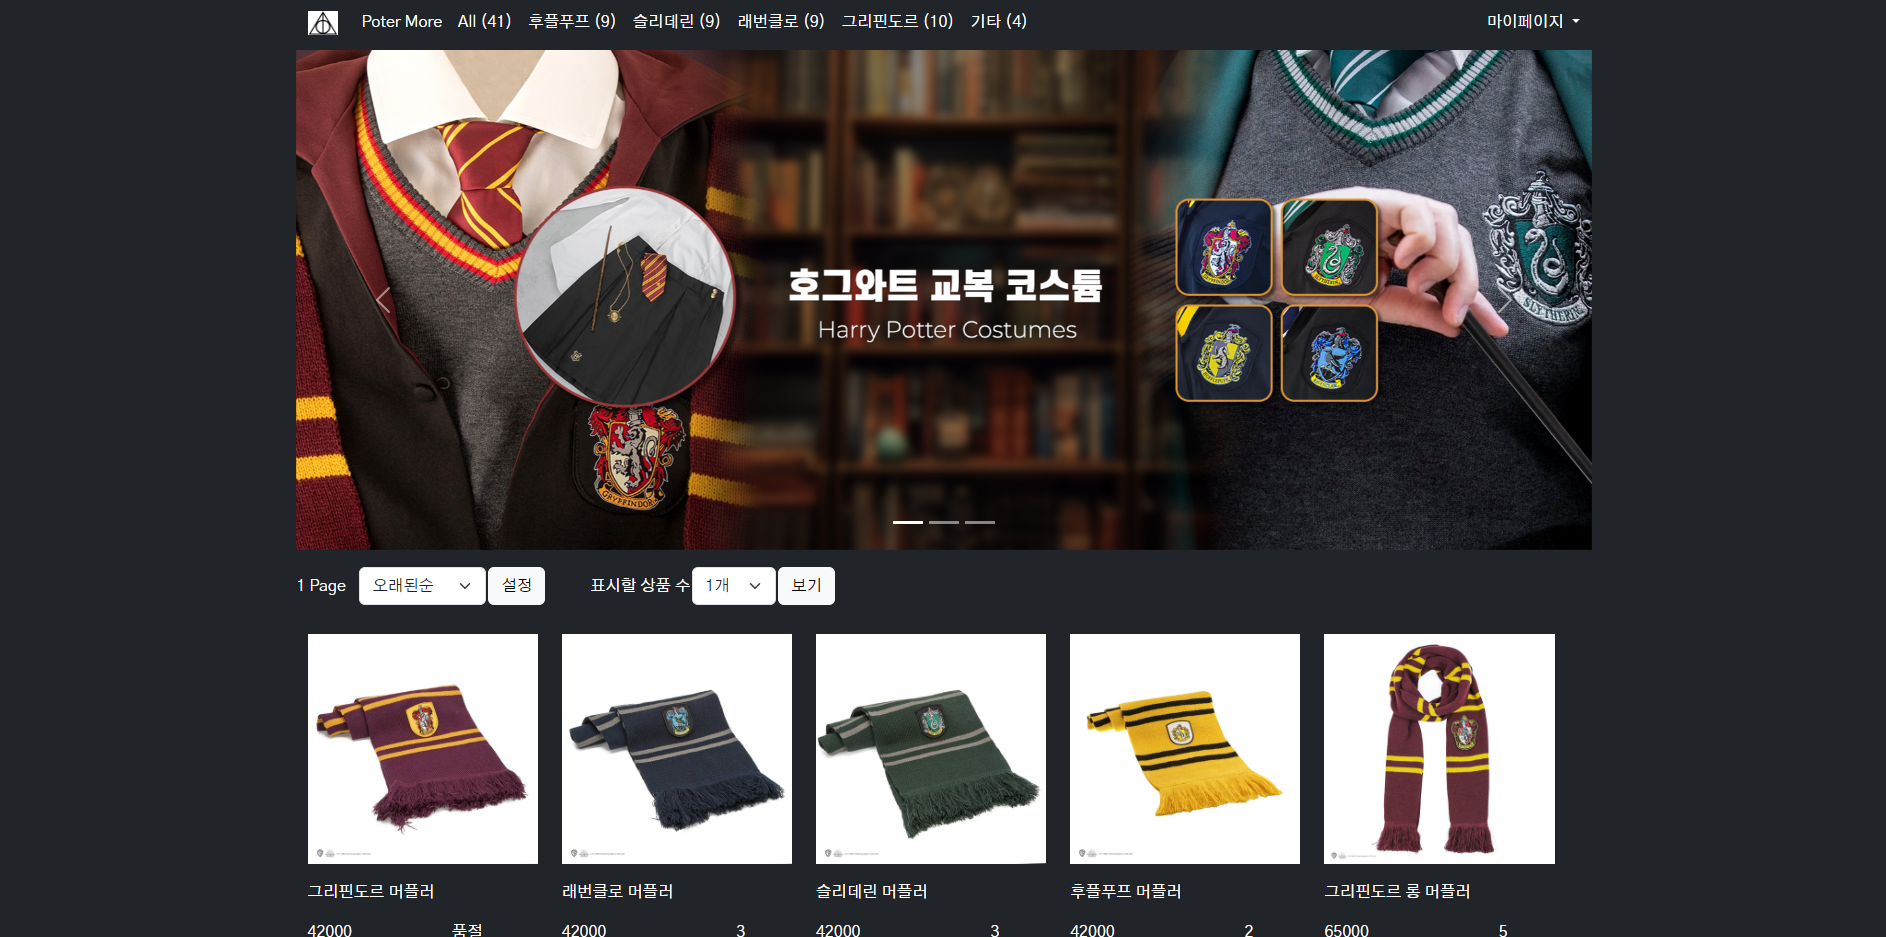 Poter More All (41) 후플푸프 (9) 슬리데린 (9) 래번클로 (9) 그리핀도르 (10) 기타 (4) 마이페이지
호그와트 교복 코스튬
Harry Potter Costumes
GRYFFINDOR
SLYTHERIN
1 Page 오래된순 설정 표시할 상품 수 1개 보기
그리핀도르 머플러 래번클로 머플러 슬리데린 머플러 후플푸프 머플러 그리핀도르 롱 머플러
42000 품절 42000 3 42000 3 42000 2 65000 5